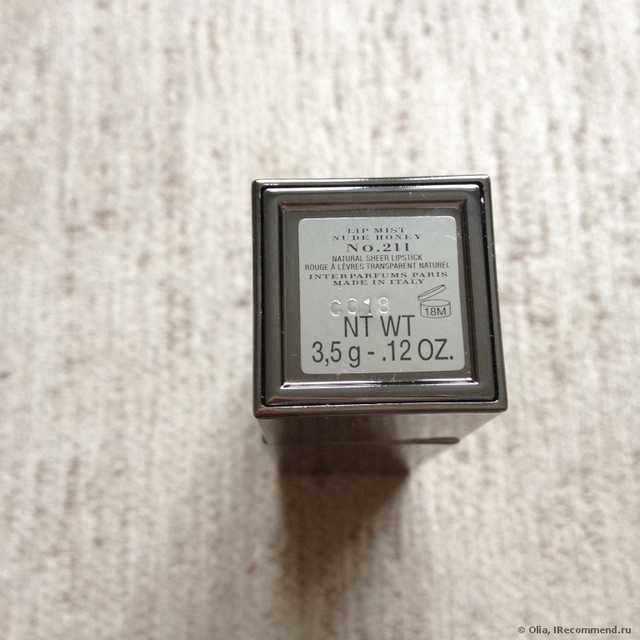 LIP MIST
NUDE HONEY
No.211
NATURAL SHEER LIPSTICK
ROUGE À LÈVRES TRANSPARENT NATUREL
INTERPARFUMS PARIS
MADE IN ITALY
18M
NT WT
3,5 g - .12 OZ.
© Olia, IRecommend.ru